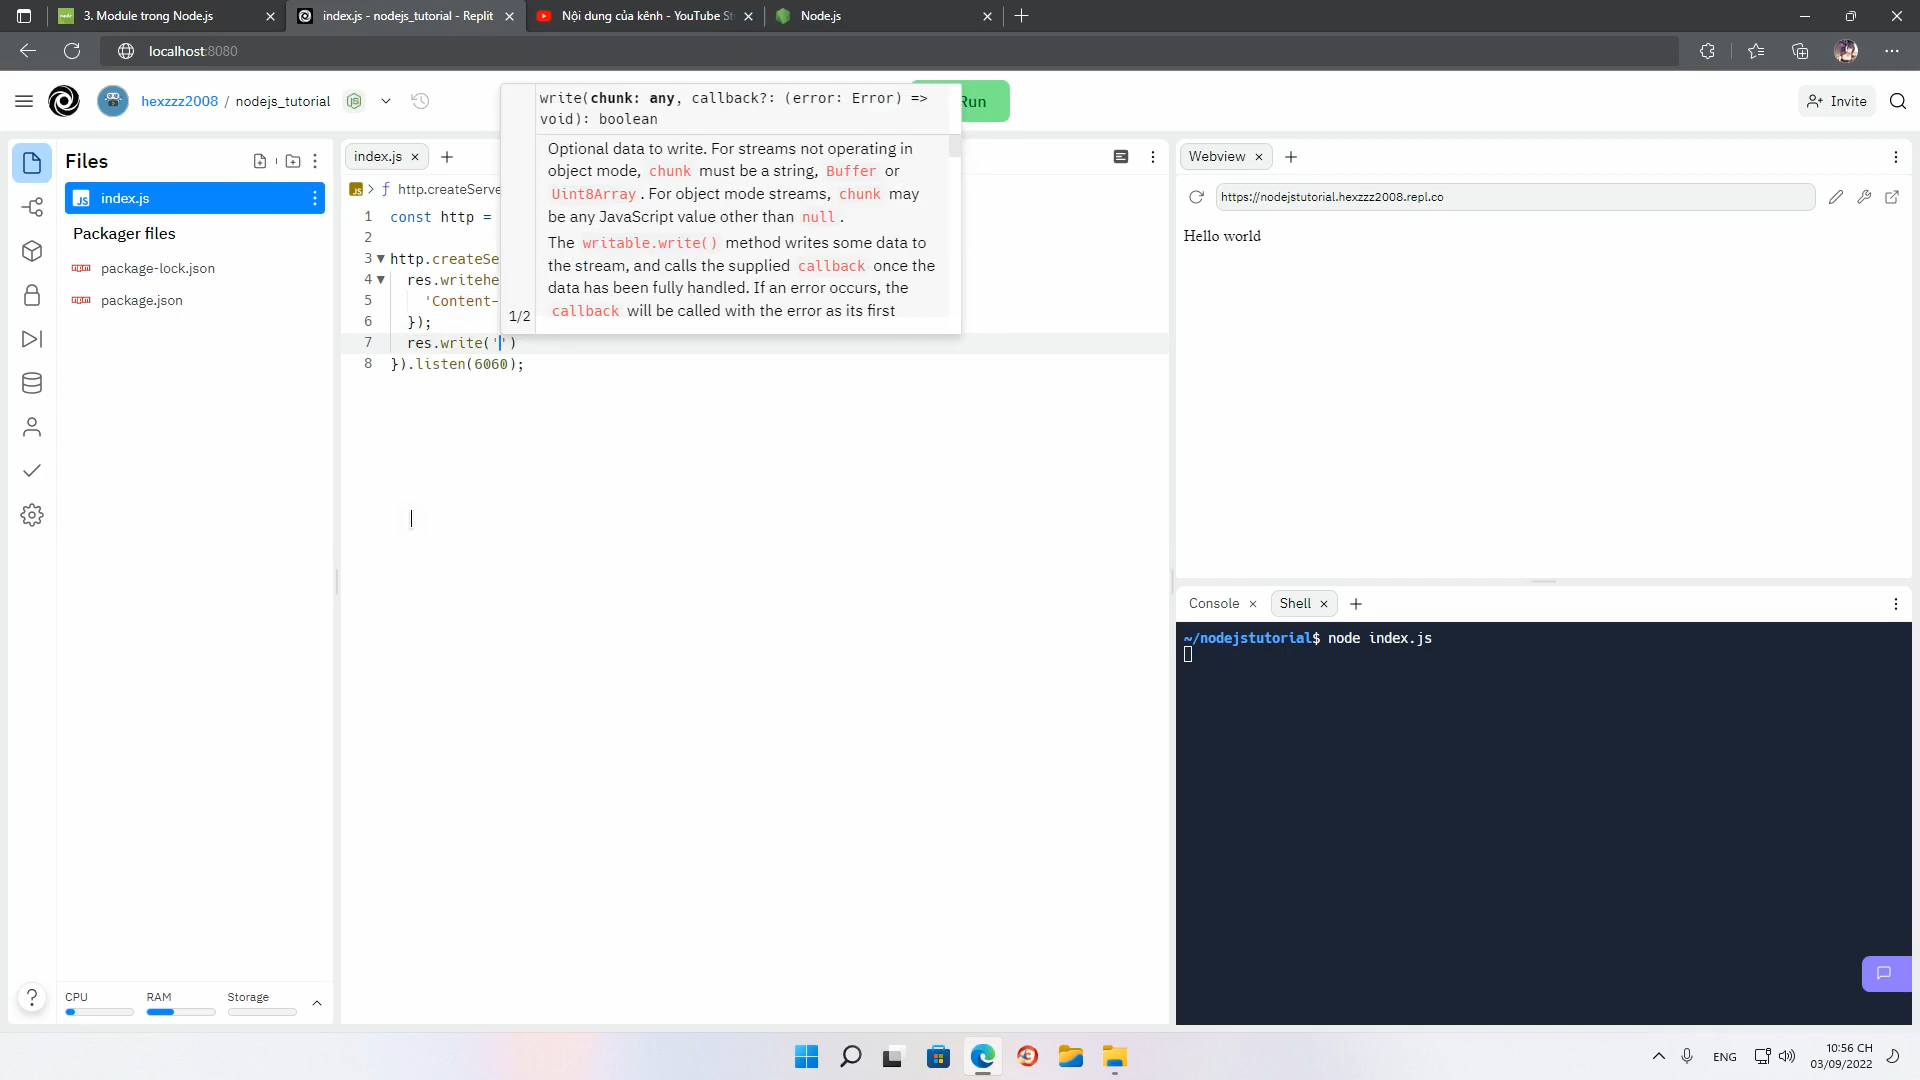 3. Module trong Node.js
index.js - nodejs_tutorial - Replit
Nội dung của kênh - YouTube St
Node.js
localhost:8080
hexzzz2008 / nodejs_tutorial
Run
Invite
Files
index.js
Packager files
package-lock.json
package.json
CPU
RAM
Storage
index.js
http.createServe
1 const http =
2
3 http.createSe
4 res.writehe
5 'Content-
6 });
7 res.write('')
8 }).listen(6060);
write(chunk: any, callback?: (error: Error) =>
void): boolean
Optional data to write. For streams not operating in
object mode, chunk must be a string, Buffer or
Uint8Array. For object mode streams, chunk may
be any JavaScript value other than null.
The writable.write() method writes some data to
the stream, and calls the supplied callback once the
data has been fully handled. If an error occurs, the
callback will be called with the error as its first
1/2
Webview
https://nodejstutorial.hexzzz2008.repl.co
Hello world
Console
Shell
~/nodejstutorial$ node index.js
ENG
10:56 CH
03/09/2022